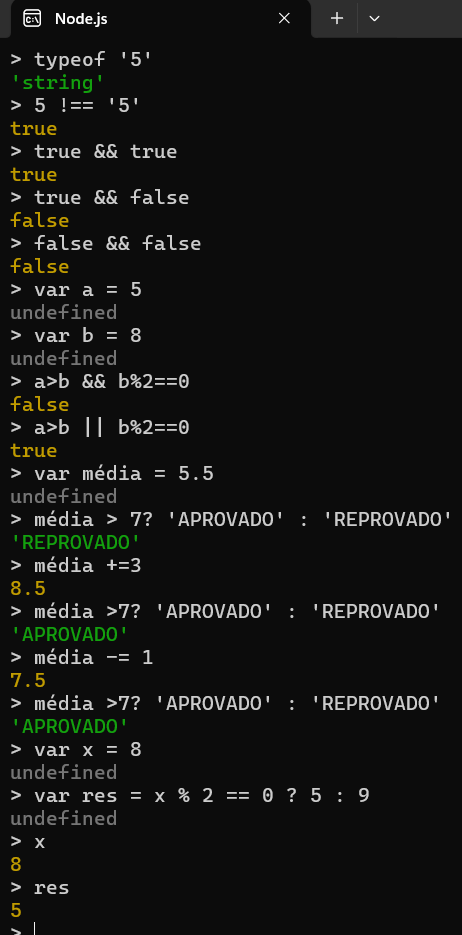 Node.js
> typeof '5'
'string'
> 5 !== '5'
true
> true && true
true
> true && false
false
> false && false
false
> var a = 5
undefined
> var b = 8
undefined
> a>b && b%2==0
false
> a>b || b%2==0
true
> var média = 5.5
undefined
> média > 7? 'APROVADO' : 'REPROVADO'
'REPROVADO'
> média +=3
8.5
> média >7? 'APROVADO' : 'REPROVADO'
'APROVADO'
> média -= 1
7.5
> média >7? 'APROVADO' : 'REPROVADO'
'APROVADO'
> var x = 8
undefined
> var res = x % 2 == 0 ? 5 : 9
undefined
> x
8
> res
5
>